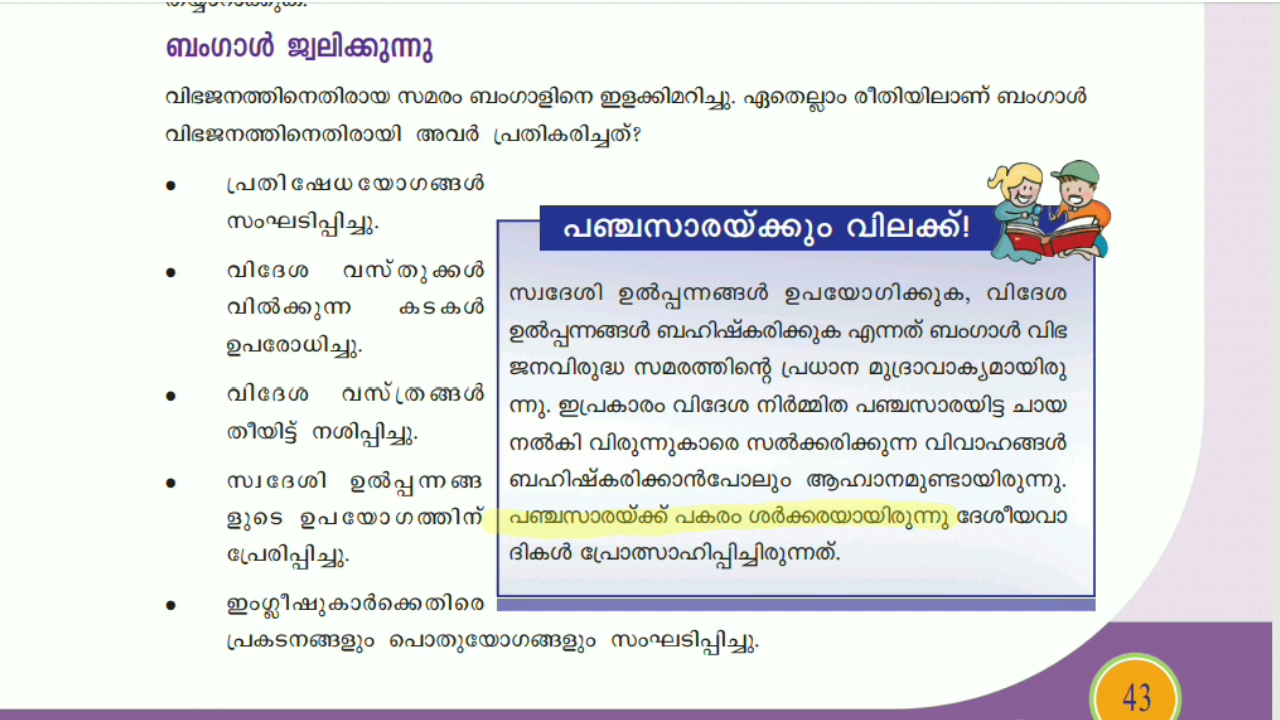 തയ്യാറാക്കുക.
ബംഗാൾ ജ്വലിക്കുന്നു
വിഭജനത്തിനെതിരായ സമരം ബംഗാളിനെ ഇളക്കിമറിച്ചു. ഏതെല്ലാം രീതിയിലാണ് ബംഗാൾ
വിഭജനത്തിനെതിരായി അവർ പ്രതികരിച്ചത്?
• പ്രതിഷേധയോഗങ്ങൾ
സംഘടിപ്പിച്ചു.
• വിദേശ വസ്തുക്കൾ
വിൽക്കുന്ന കടകൾ
ഉപരോധിച്ചു.
• വിദേശ വസ്ത്രങ്ങൾ
തീയിട്ട് നശിപ്പിച്ചു.
• സ്വദേശി ഉൽപ്പന്നങ്ങ
ളുടെ ഉപയോഗത്തിന്
പ്രേരിപ്പിച്ചു.
• ഇംഗ്ലീഷുകാർക്കെതിരെ
പ്രകടനങ്ങളും പൊതുയോഗങ്ങളും സംഘടിപ്പിച്ചു.
പഞ്ചസാരയ്ക്കും വിലക്ക്!
സ്വദേശി ഉൽപ്പന്നങ്ങൾ ഉപയോഗിക്കുക, വിദേശ
ഉൽപ്പന്നങ്ങൾ ബഹിഷ്കരിക്കുക എന്നത് ബംഗാൾ വിഭ
ജനവിരുദ്ധ സമരത്തിന്റെ പ്രധാന മുദ്രാവാക്യമായിരു
ന്നു. ഇപ്രകാരം വിദേശ നിർമ്മിത പഞ്ചസാരയിട്ട ചായ
നൽകി വിരുന്നുകാരെ സൽക്കരിക്കുന്ന വിവാഹങ്ങൾ
ബഹിഷ്കരിക്കാൻപോലും ആഹ്വാനമുണ്ടായിരുന്നു.
പഞ്ചസാരയ്ക്ക് പകരം ശർക്കരയായിരുന്നു ദേശീയവാ
ദികൾ പ്രോത്സാഹിപ്പിച്ചിരുന്നത്.
43